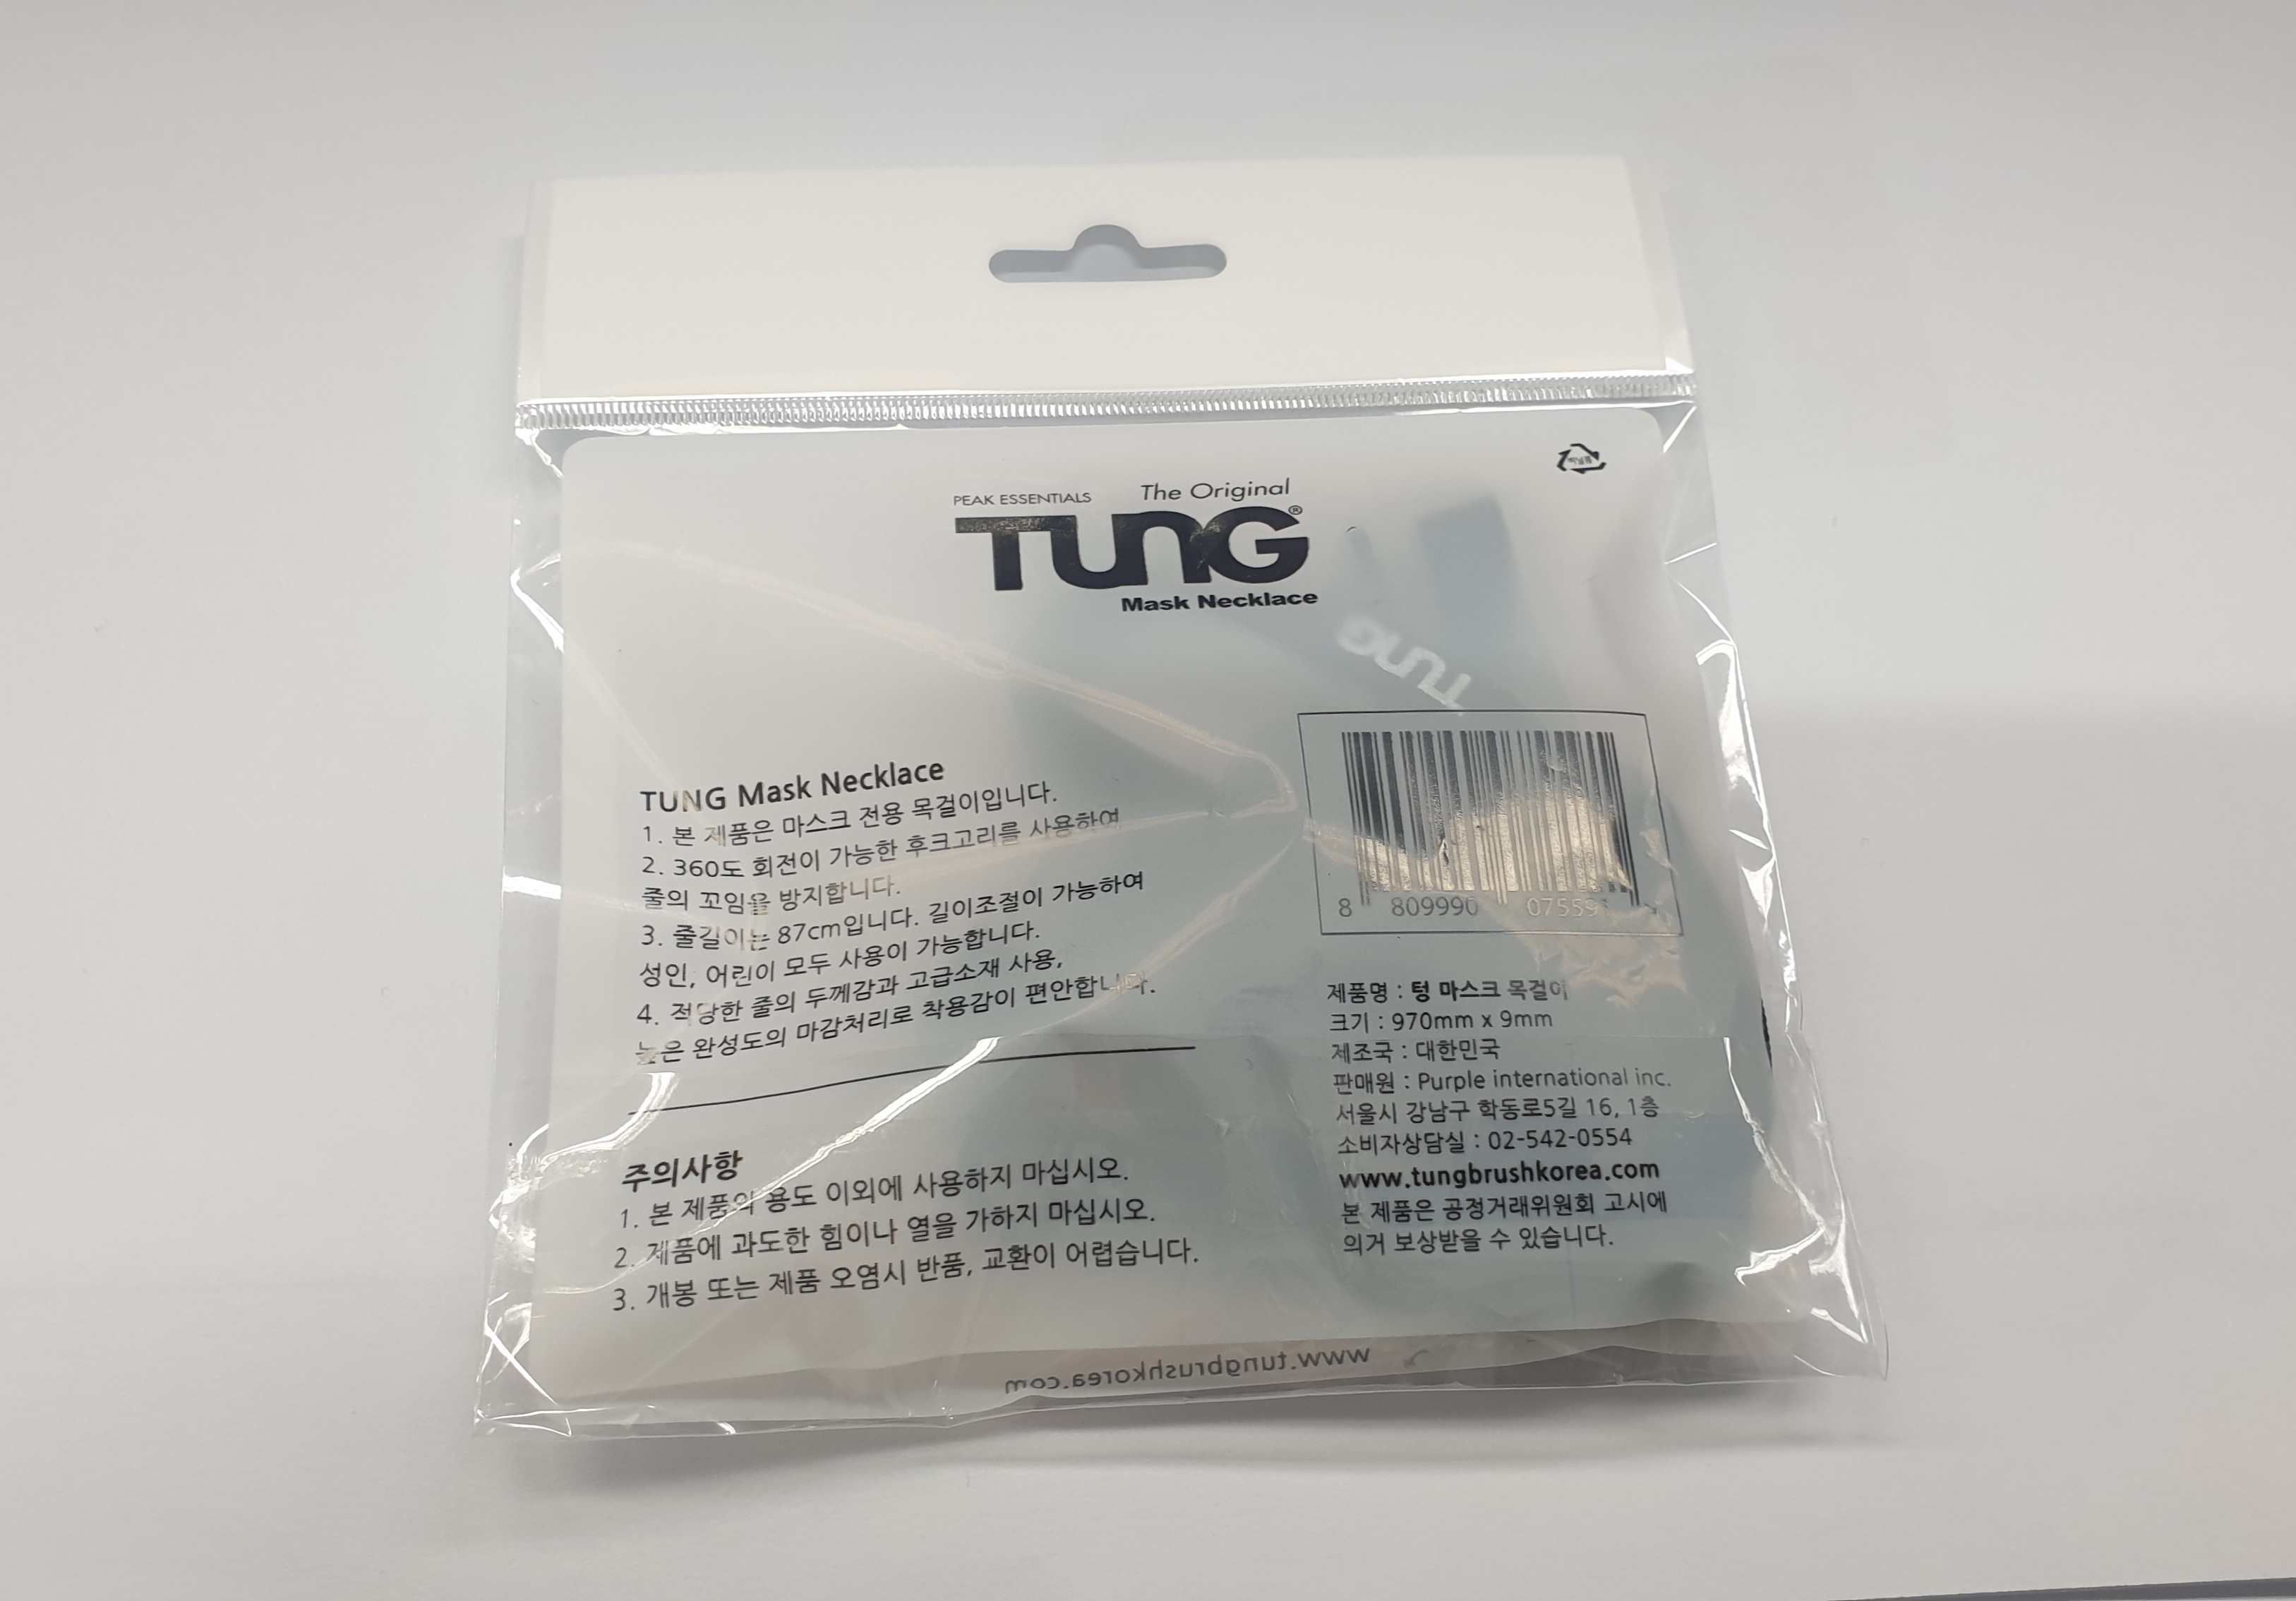 PEAK ESSENTIALS The Original
TUNG®
Mask Necklace
TUNG
TUNG Mask Necklace
1. 본 제품은 마스크 전용 목걸이입니다.
2. 360도 회전이 가능한 후크고리를 사용하여
줄의 꼬임을 방지합니다.
3. 줄길이는 87cm입니다. 길이조절이 가능하여
성인, 어린이 모두 사용이 가능합니다.
4. 적당한 줄의 두께감과 고급소재 사용,
높은 완성도의 마감처리로 착용감이 편안합니다.
주의사항
1. 본 제품의 용도 이외에 사용하지 마십시오.
2. 제품에 과도한 힘이나 열을 가하지 마십시오.
3. 개봉 또는 제품 오염시 반품, 교환이 어렵습니다.
8 809990 075591
제품명 : 텅 마스크 목걸이
크기 : 970mm x 9mm
제조국 : 대한민국
판매원 : Purple international inc.
서울시 강남구 학동로5길 16, 1층
소비자상담실 : 02-542-0554
www.tungbrushkorea.com
본 제품은 공정거래위원회 고시에
의거 보상받을 수 있습니다.
www.tungbrushkorea.com